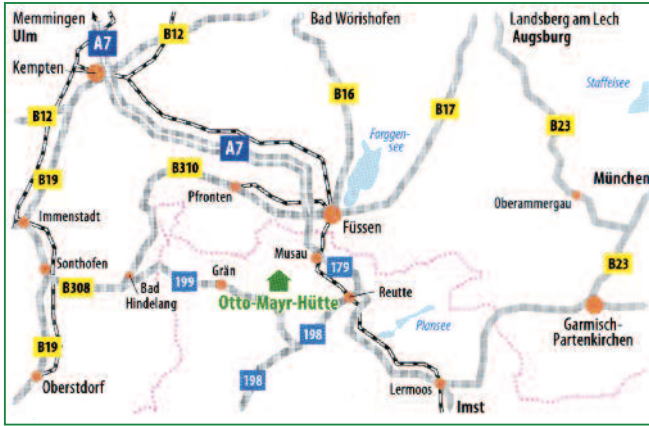 Memmingen
Ulm
A7
B12
Bad Wörishofen
Landsberg am Lech
Augsburg
Kempten
Staffelsee
B12
B16
B17
B23
Forggen-
see
A7
B19
B310
Pfronten
München
Oberammergau
Immenstadt
Füssen
Musau
179
Sonthofen
B308
Bad
Hindelang
199
Grän
Otto-Mayr-Hütte
Reutte
B23
198
Plansee
Garmisch-
Partenkirchen
B19
Oberstdorf
198
Lermoos
Imst